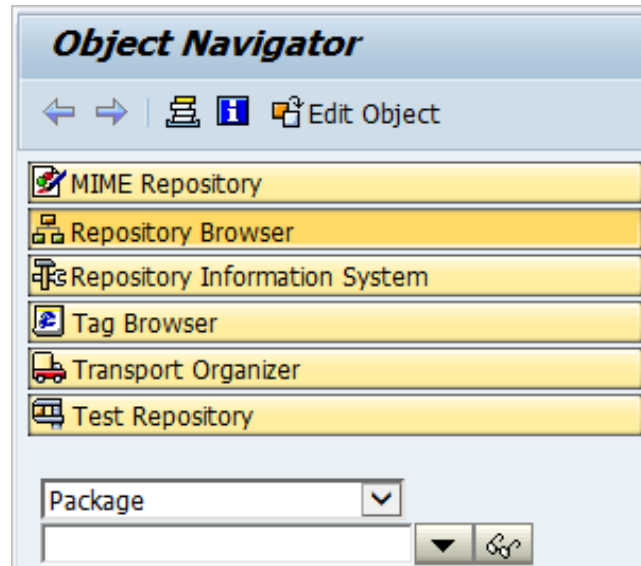 Object Navigator
Edit Object
MIME Repository
Repository Browser
Repository Information System
Tag Browser
Transport Organizer
Test Repository
Package